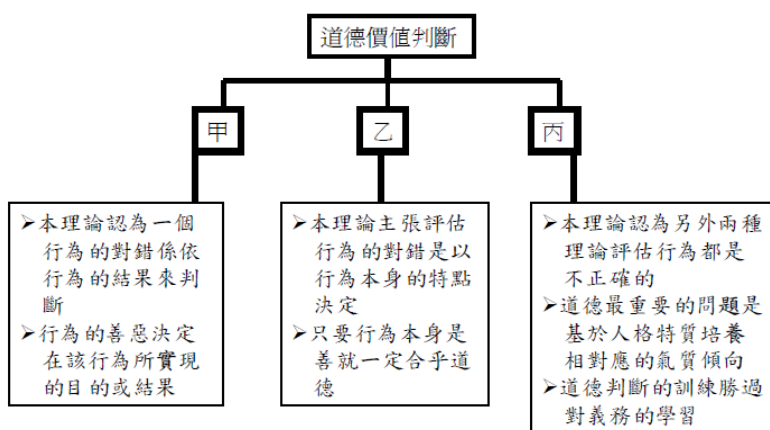 道德價值判斷
甲
乙
丙
➤本理論認為一個
行為的對錯係依
行為的結果來判
斷
➤行為的善惡決定
在該行為所實現
的目的或結果
➤本理論主張評估
行為的對錯是以
行為本身的特點
決定
➤只要行為本身是
善就一定合乎道
德
➤本理論認為另外兩種
理論評估行為都是
不正確的
➤道德最重要的問題是
基於人格特質培養
相對應的氣質傾向
➤道德判斷的訓練勝過
對義務的學習